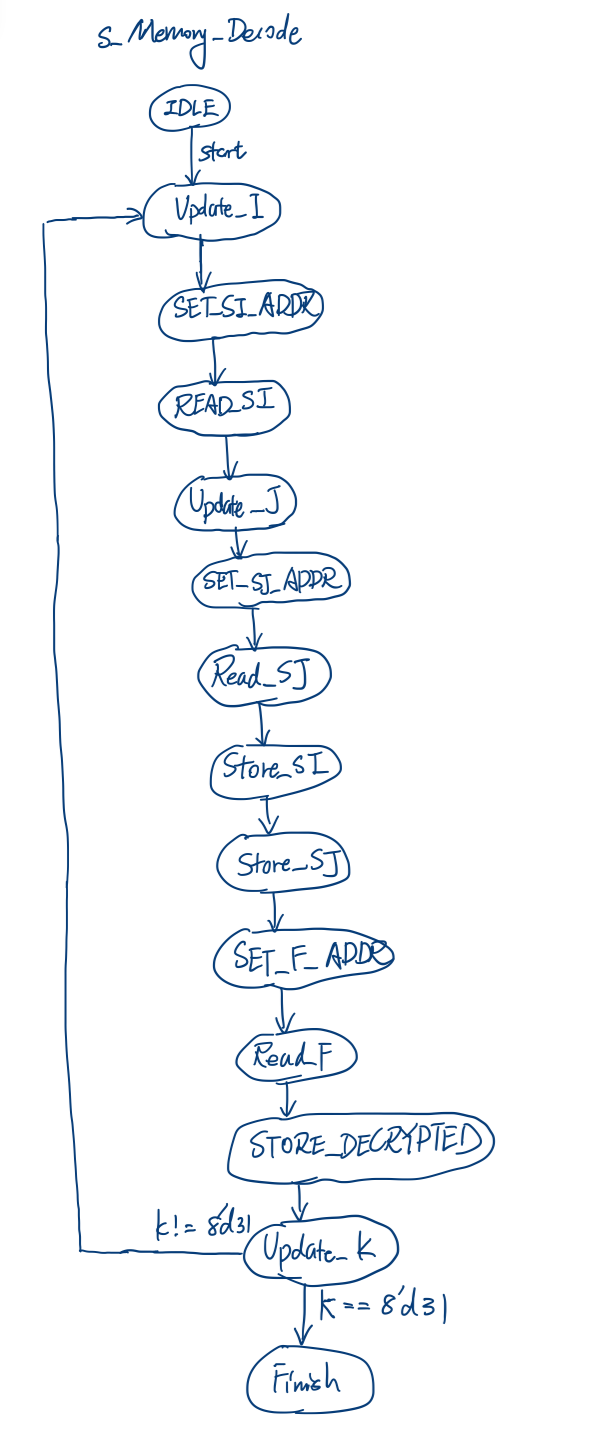 S_Memory_Decode
IDLE
start
Update_I
SET_SI_ADDR
READ_SI
Update_J
SET_SJ_ADDR
Read_SJ
Store_SI
Store_SJ
SET_F_ADDR
Read_F
STORE_DECRYPTED
k != 8'd31
Update_K
k == 8'd31
Finish